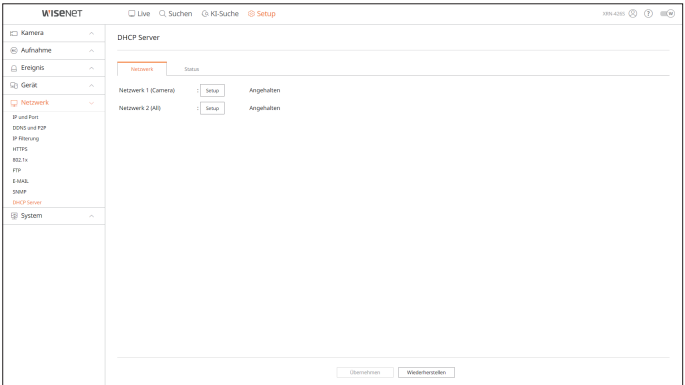 WISENET
Live Suchen KI-Suche Setup
XRN-420S
Kamera
Aufnahme
Ereignis
Gerät
Netzwerk
IP und Port
DDNS und P2P
IP Filterung
HTTPS
802.1x
FTP
E-MAIL
SNMP
DHCP Server
System
DHCP Server
Netzwerk Status
Netzwerk 1 (Camera) : Setup Angehalten
Netzwerk 2 (All) : Setup Angehalten
Übernehmen Wiederherstellen